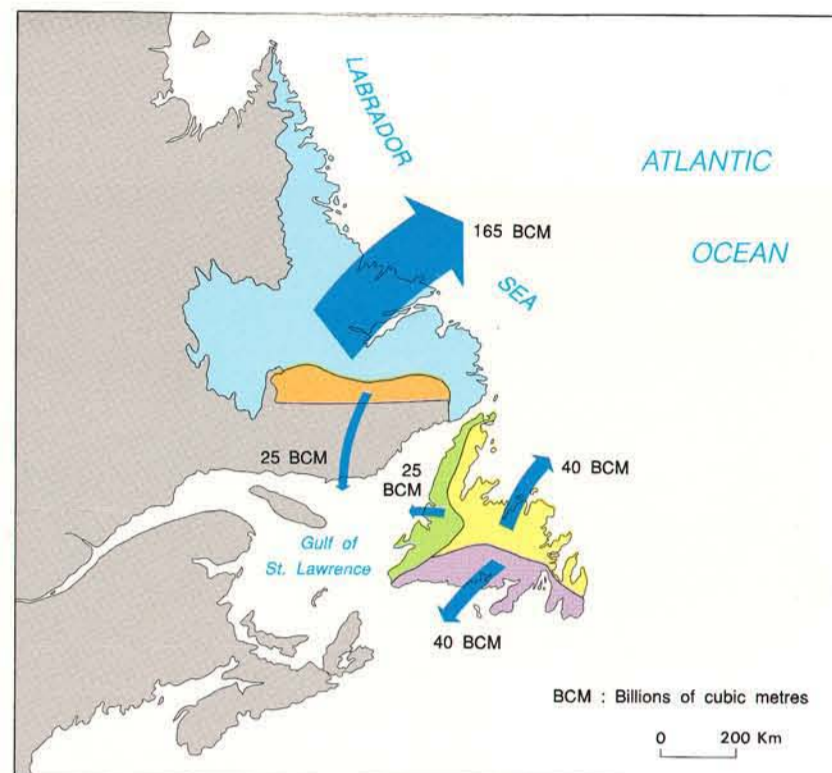 LABRADOR
SEA
ATLANTIC
OCEAN
165 BCM
25 BCM
25
BCM
40 BCM
Gulf of
St. Lawrence
40 BCM
BCM : Billions of cubic metres
0 200 Km